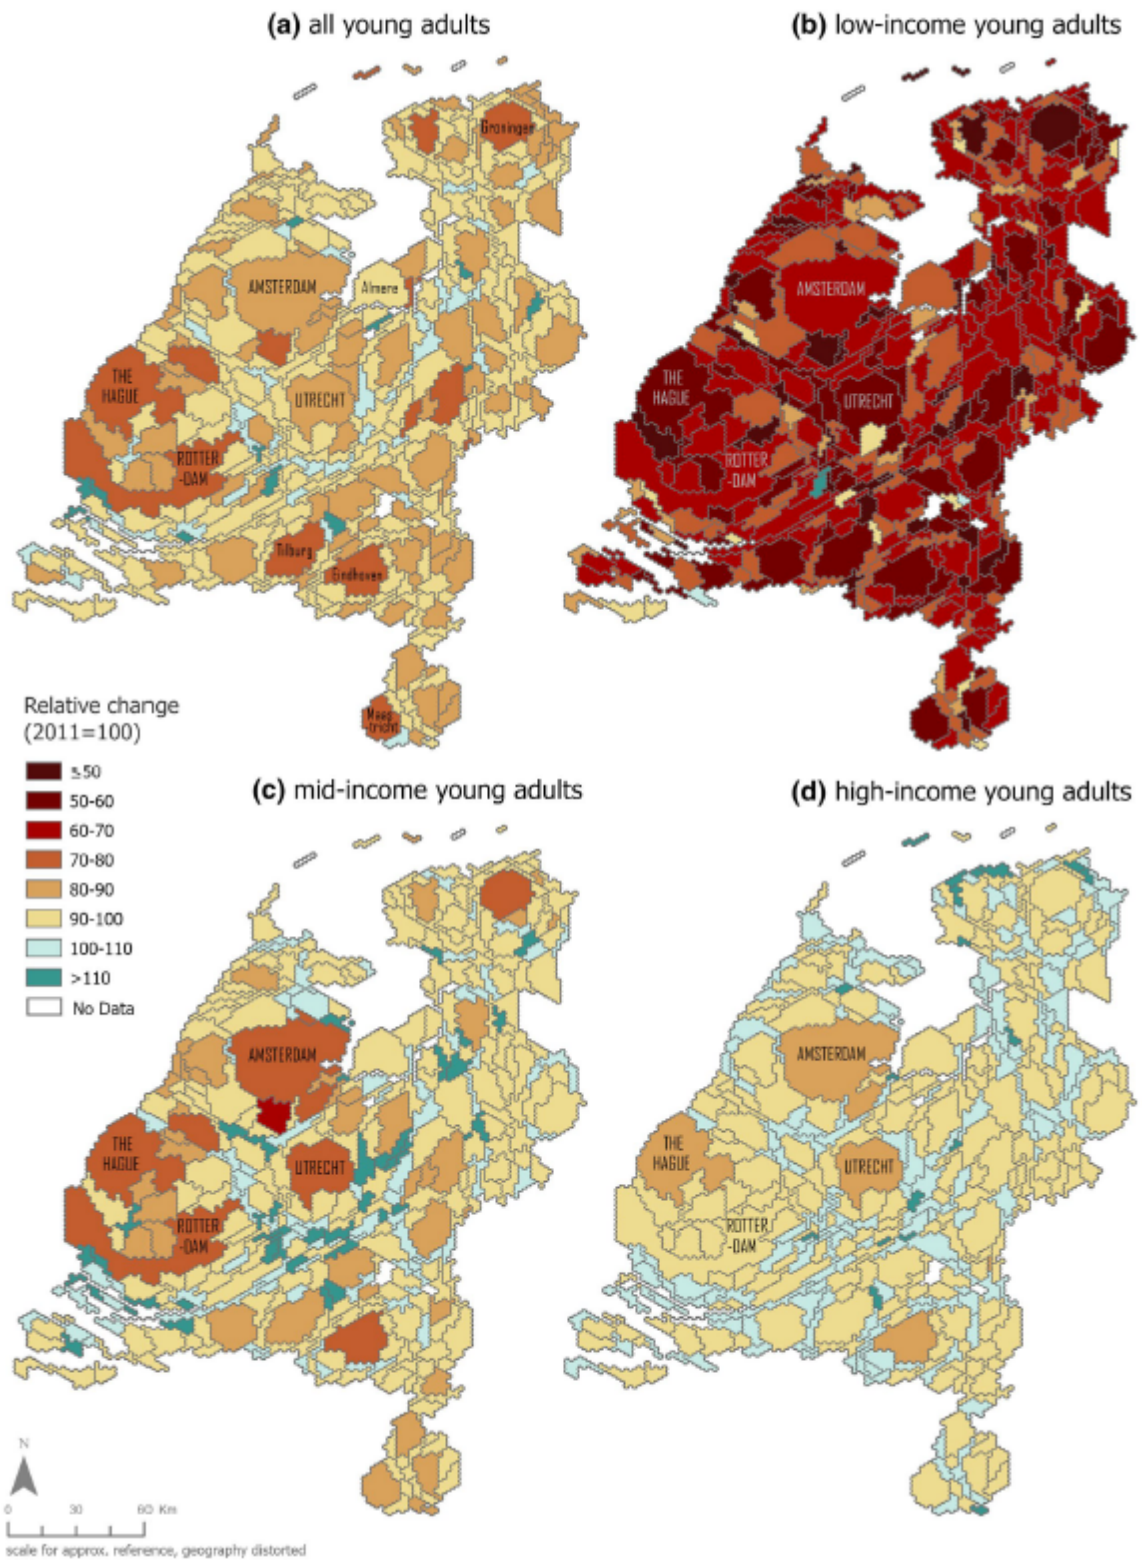 (a) all young adults
(b) low-income young adults
Groningen
AMSTERDAM
Almere
THE
HAGUE
UTRECHT
ROTTER
-DAM
Tilburg
Eindhoven
Maas
-tricht
AMSTERDAM
THE
HAGUE
UTRECHT
ROTTER
-DAM
Relative change
(2011=100)
≤50
50-60
60-70
70-80
80-90
90-100
100-110
>110
No Data
(c) mid-income young adults
(d) high-income young adults
AMSTERDAM
THE
HAGUE
UTRECHT
ROTTER
-DAM
AMSTERDAM
THE
HAGUE
UTRECHT
ROTTER
-DAM
N
0 30 60 Km
scale for approx. reference, geography distorted